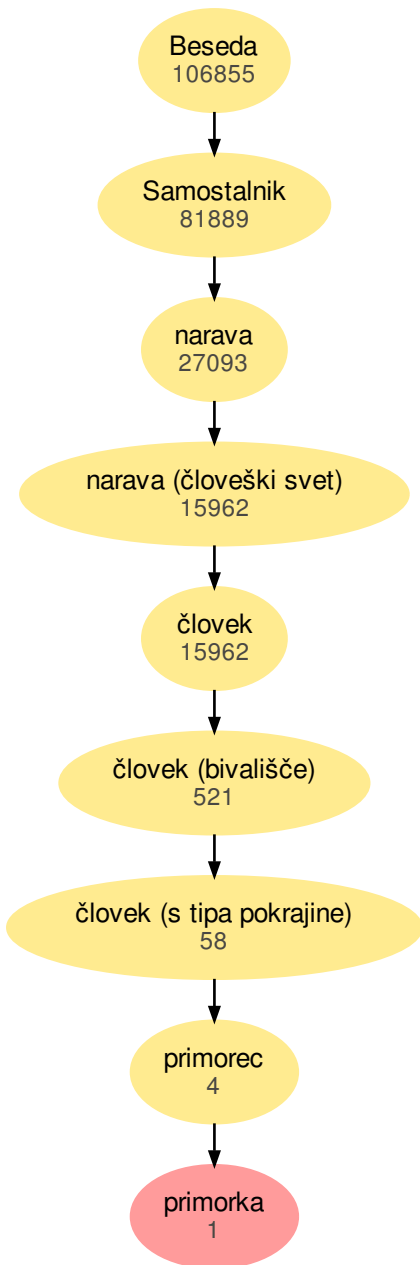 Beseda
106855
Samostalnik
81889
narava
27093
narava (človeški svet)
15962
človek
15962
človek (bivališče)
521
človek (s tipa pokrajine)
58
primorec
4
primorka
1